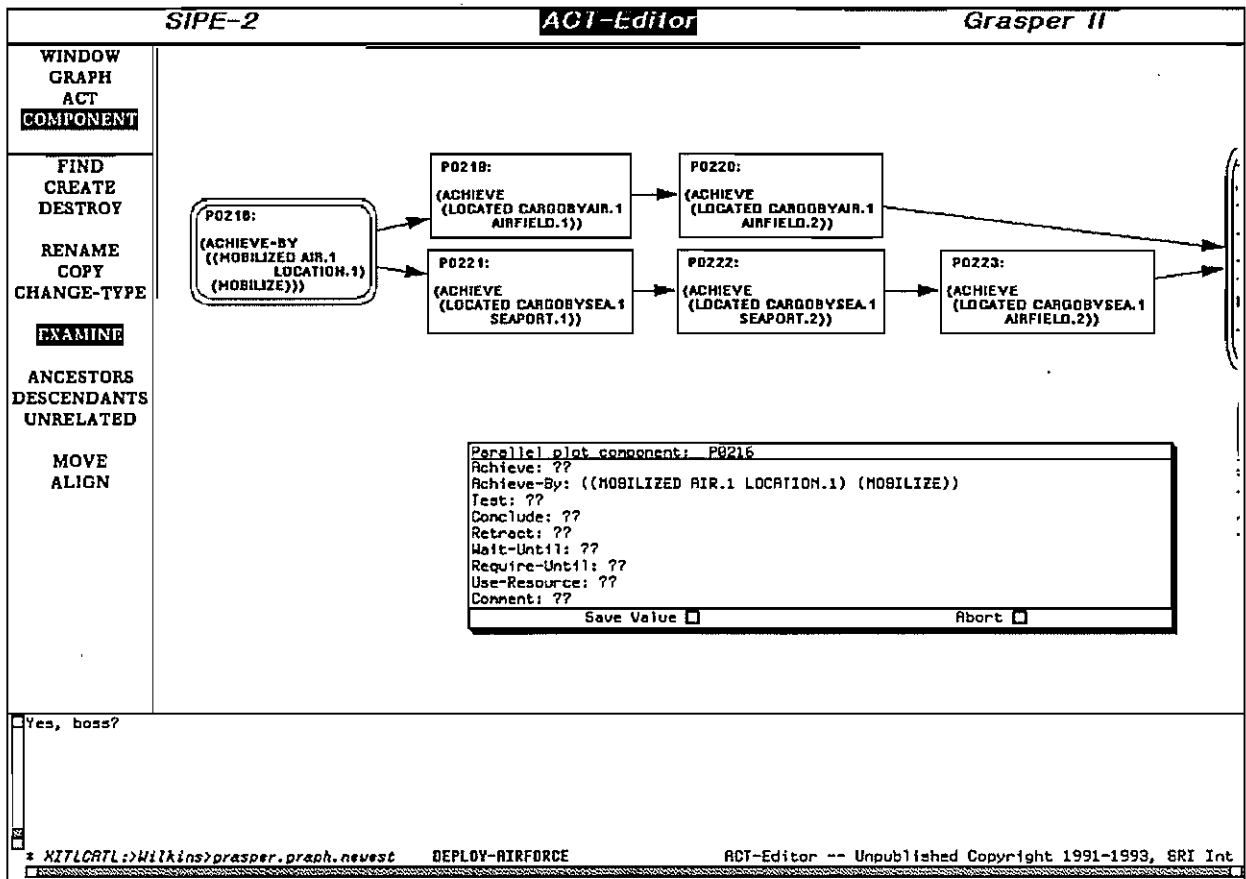 SIPE-2 ACT-Editor Grasper II
WINDOW
GRAPH
ACT
COMPONENT
FIND
CREATE
DESTROY
RENAME
COPY
CHANGE-TYPE
EXAMINE
ANCESTORS
DESCENDANTS
UNRELATED
MOVE
ALIGN
P0216:
(ACHIEVE-BY
((MOBILIZED AIR.1
LOCATION.1)
(MOBILIZE)))
P0218:
(ACHIEVE
(LOCATED CARGOBYAIR.1
AIRFIELD.1))
P0220:
(ACHIEVE
(LOCATED CARGOBYAIR.1
AIRFIELD.2))
P0221:
(ACHIEVE
(LOCATED CARGOBYSEA.1
SEAPORT.1))
P0222:
(ACHIEVE
(LOCATED CARGOBYSEA.1
SEAPORT.2))
P0223:
(ACHIEVE
(LOCATED CARGOBYSEA.1
AIRFIELD.2))
Parallel plot component: P0216
Achieve: ??
Achieve-By: ((MOBILIZED AIR.1 LOCATION.1) (MOBILIZE))
Test: ??
Conclude: ??
Retract: ??
Wait-Until: ??
Require-Until: ??
Use-Resource: ??
Comment: ??
Save Value Abort
Yes, boss?
* XITLCATL:>Wilkins>grasper.graph.newest DEPLOY-AIRFORCE ACT-Editor -- Unpublished Copyright 1991-1993, SRI Int